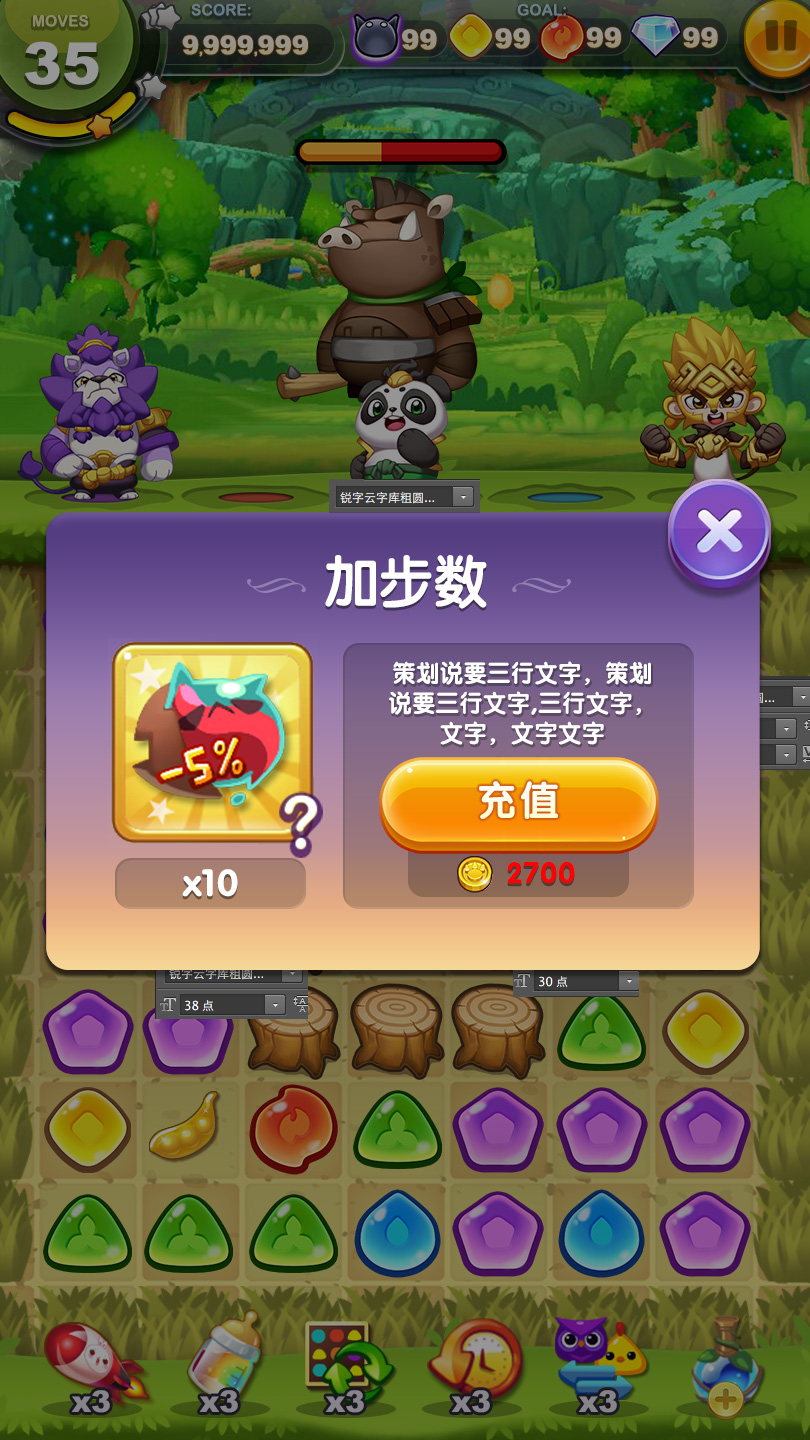 MOVES
35
SCORE:
9,999,999
GOAL:
99
99
99
99
锐字云字库粗圆...
加步数
策划说要三行文字，策划
说要三行文字,三行文字，
文字，文字文字
-5%
?
充值
x10
2700
圆...
锐字云字库粗圆...
38 点
30 点
x3
x3
x3
x3
x3